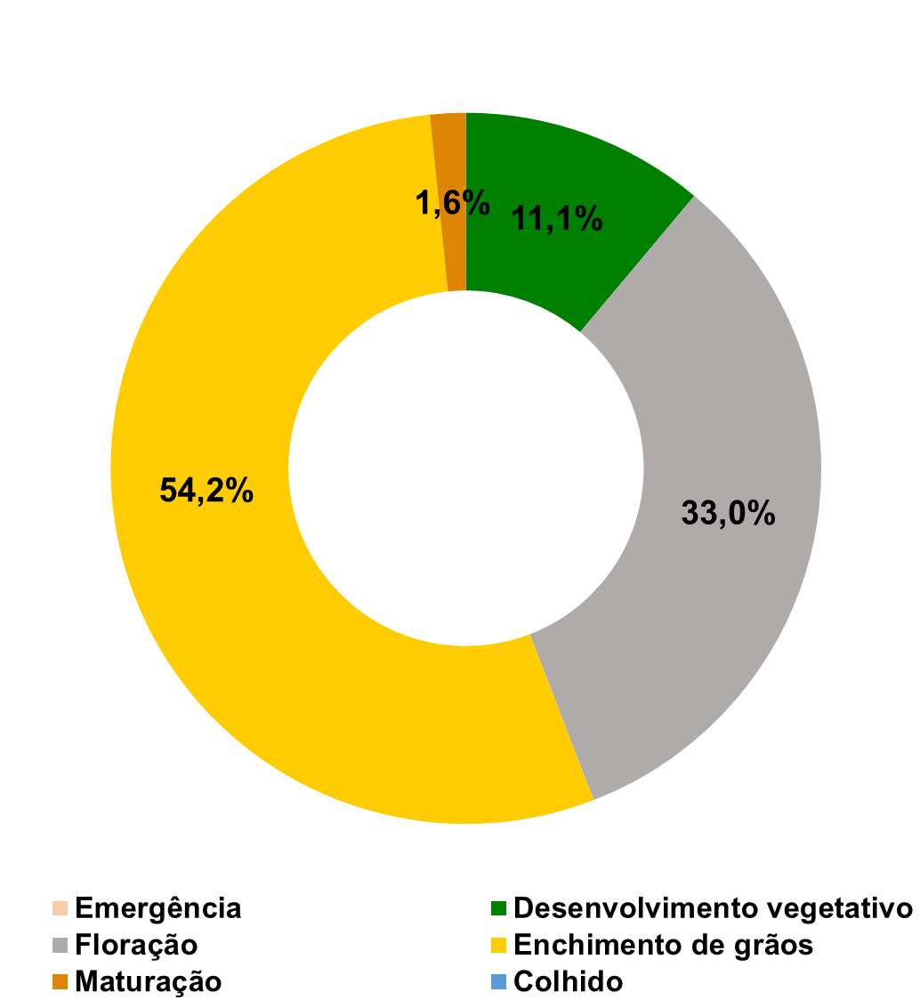 1,6%
11,1%
54,2%
33,0%
Emergência
Desenvolvimento vegetativo
Floração
Enchimento de grãos
Maturação
Colhido